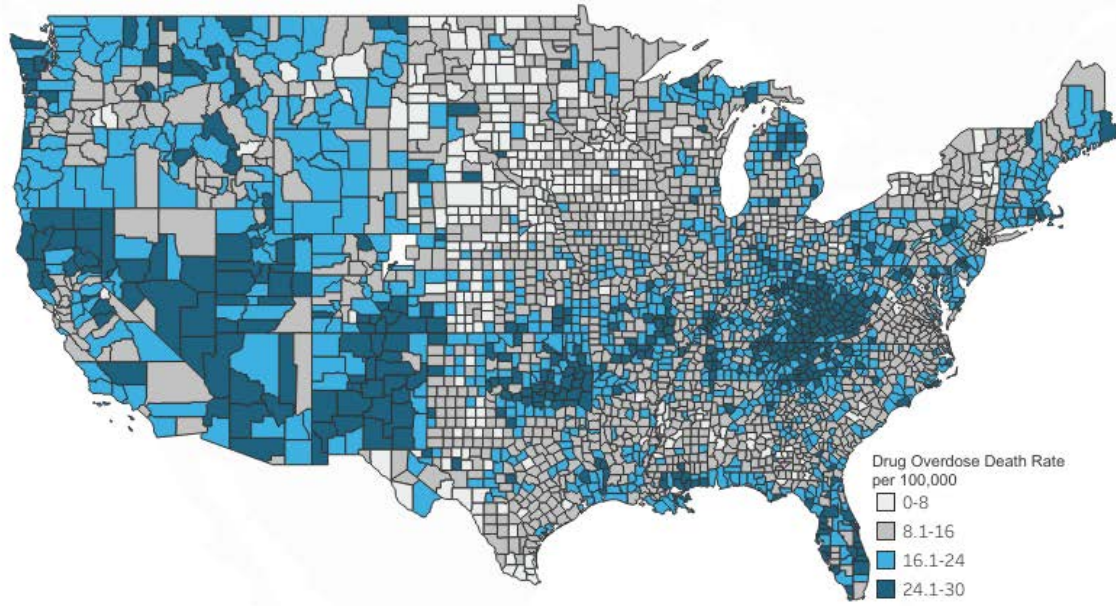 Drug Overdose Death Rate
per 100,000
0-8
8.1-16
16.1-24
24.1-30